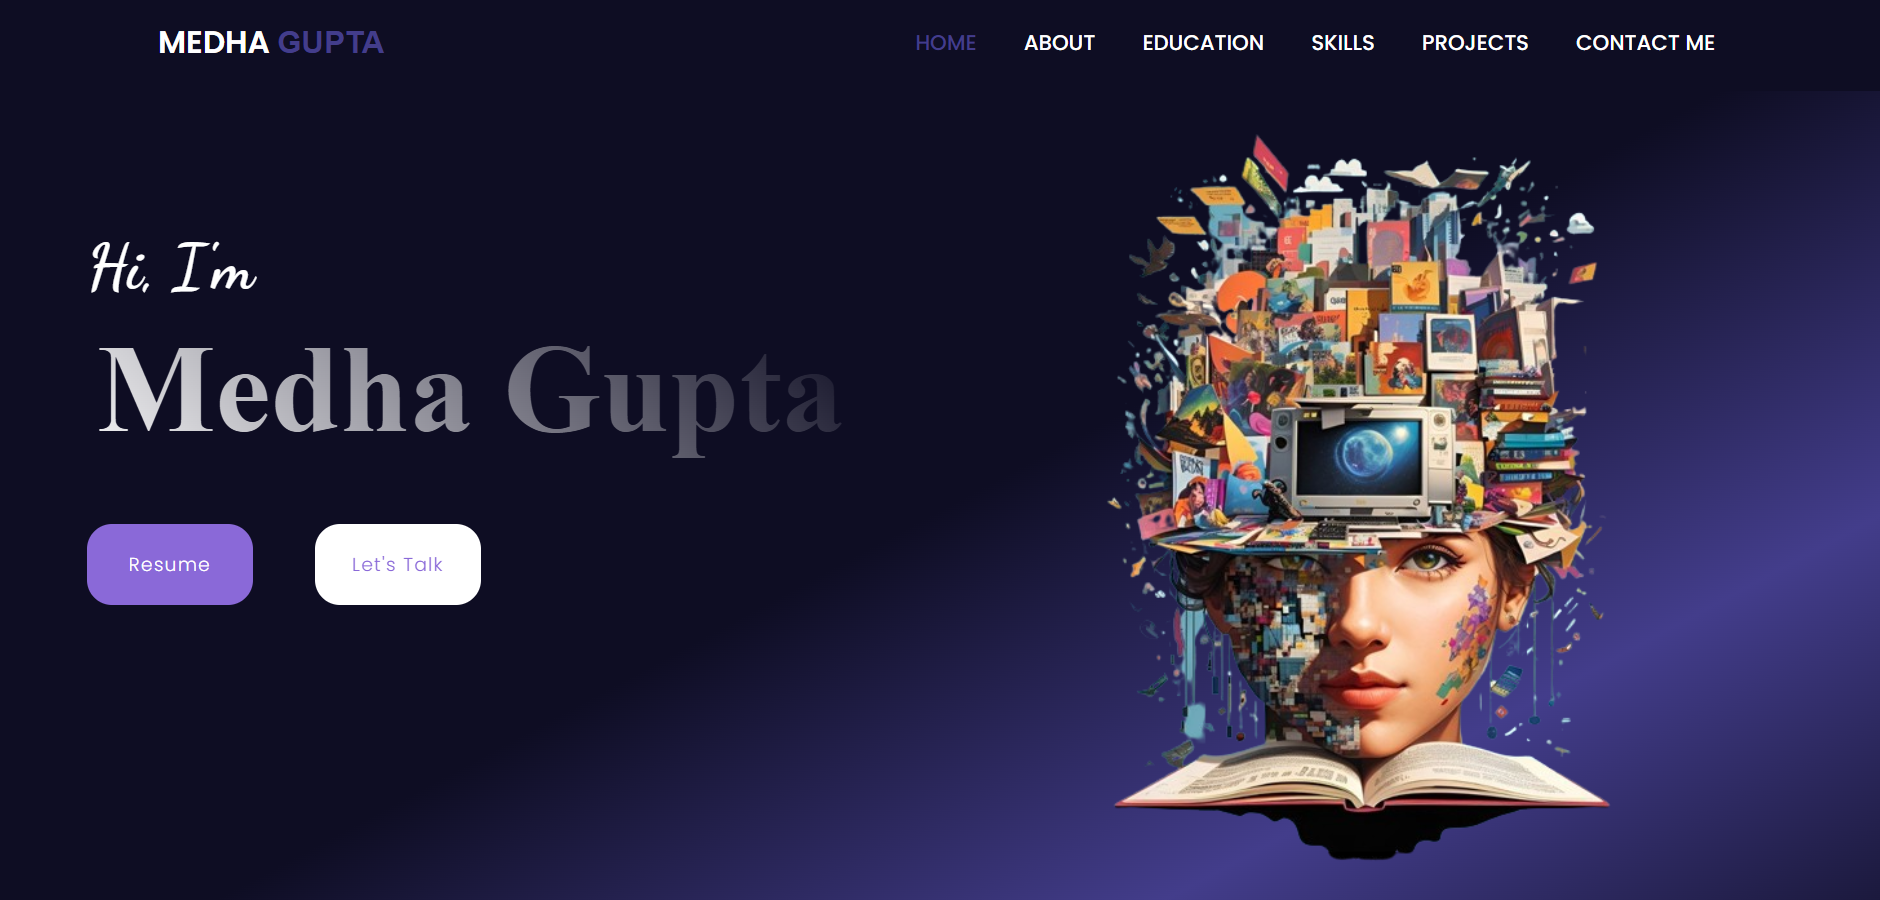 MEDHA GUPTA
HOME ABOUT EDUCATION SKILLS PROJECTS CONTACT ME
Hi, I'm
Medha Gupta
Resume Let's Talk